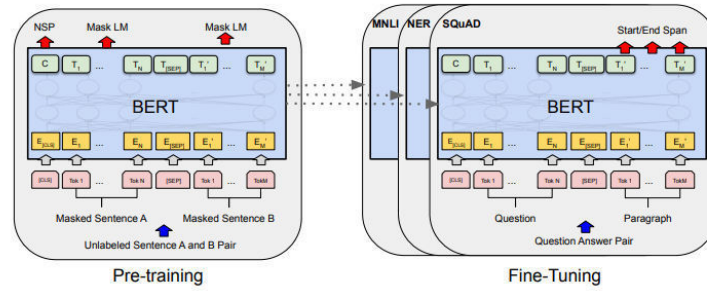 NSP Mask LM Mask LM
C T1 ... TN T[SEP] T1' ... TM'
BERT
E[CLS] E1 ... EN E[SEP] E1' ... EM'
[CLS] Tok 1 ... Tok N [SEP] Tok 1 ... TokM
Masked Sentence A Masked Sentence B
Unlabeled Sentence A and B Pair
Pre-training
MNLI NER SQuAD
Start/End Span
C T1 ... TN T[SEP] T1' ... TM'
BERT
E[CLS] E1 ... EN E[SEP] E1' ... EM'
[CLS] Tok 1 ... Tok N [SEP] Tok 1 ... TokM
Question Paragraph
Question Answer Pair
Fine-Tuning